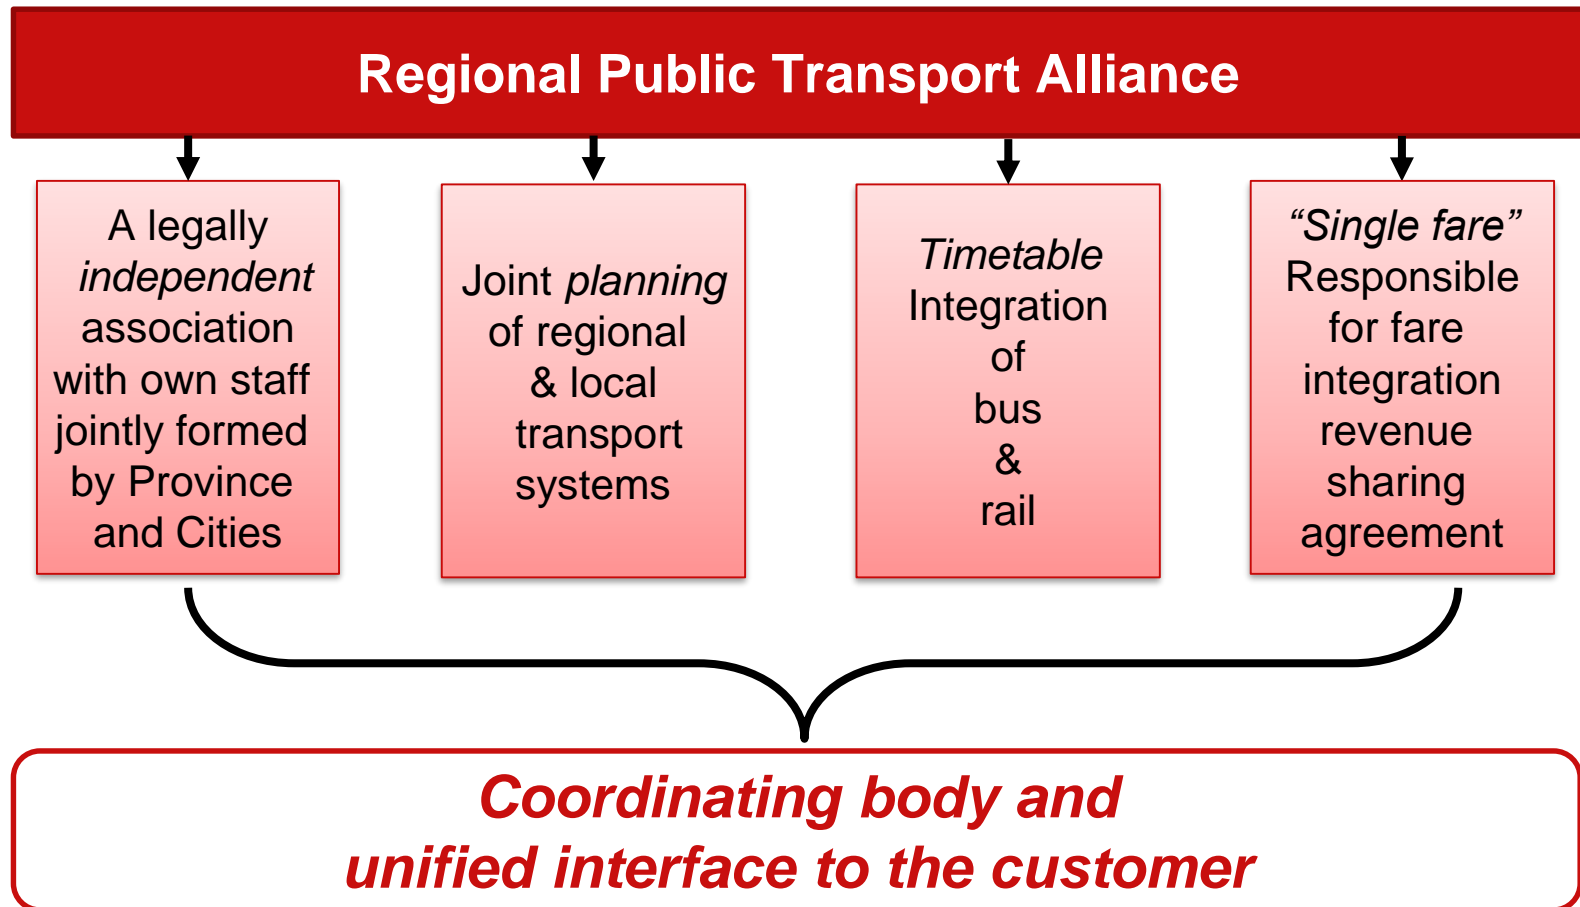 Regional Public Transport Alliance
A legally
independent
association
with own staff
jointly formed
by Province
and Cities
Joint planning
of regional
& local
transport
systems
Timetable
Integration
of
bus
&
rail
“Single fare”
Responsible
for fare
integration
revenue
sharing
agreement
Coordinating body and
unified interface to the customer